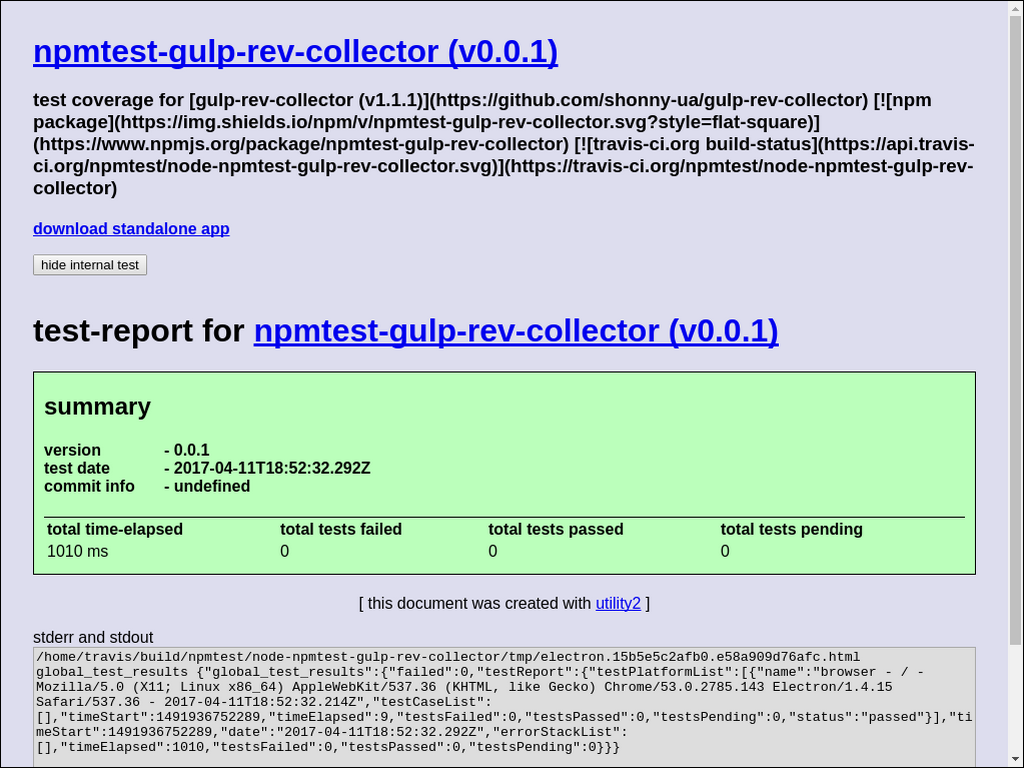 npmtest-gulp-rev-collector (v0.0.1)
test coverage for [gulp-rev-collector (v1.1.1)](https://github.com/shonny-ua/gulp-rev-collector) [![npm
package](https://img.shields.io/npm/v/npmtest-gulp-rev-collector.svg?style=flat-square)]
(https://www.npmjs.org/package/npmtest-gulp-rev-collector) [![travis-ci.org build-status](https://api.travis-
ci.org/npmtest/node-npmtest-gulp-rev-collector.svg)](https://travis-ci.org/npmtest/node-npmtest-gulp-rev-
collector)
download standalone app
hide internal test
test-report for npmtest-gulp-rev-collector (v0.0.1)
summary
version - 0.0.1
test date - 2017-04-11T18:52:32.292Z
commit info - undefined
total time-elapsed total tests failed total tests passed total tests pending
1010 ms 0 0 0
[ this document was created with utility2 ]
stderr and stdout
/home/travis/build/npmtest/node-npmtest-gulp-rev-collector/tmp/electron.15b5e5c2afb0.e58a909d76afc.html
global_test_results {"global_test_results":{"failed":0,"testReport":{"testPlatformList":[{"name":"browser - / -
Mozilla/5.0 (X11; Linux x86_64) AppleWebKit/537.36 (KHTML, like Gecko) Chrome/53.0.2785.143 Electron/1.4.15
Safari/537.36 - 2017-04-11T18:52:32.214Z","testCaseList":
[],"timeStart":1491936752289,"timeElapsed":9,"testsFailed":0,"testsPassed":0,"testsPending":0,"status":"passed"}],"ti
meStart":1491936752289,"date":"2017-04-11T18:52:32.292Z","errorStackList":
[],"timeElapsed":1010,"testsFailed":0,"testsPassed":0,"testsPending":0}}}